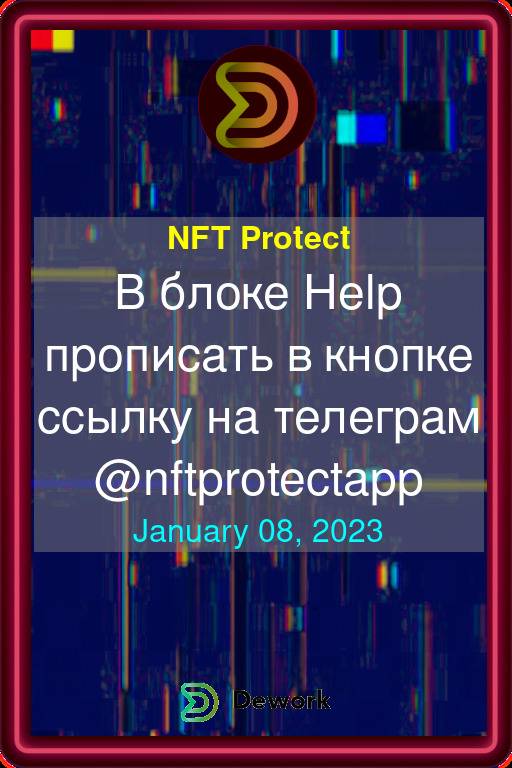 NFT Protect
В блоке Help
прописать в кнопке
ссылку на телеграм
@nftprotectapp
January 08, 2023
Dework